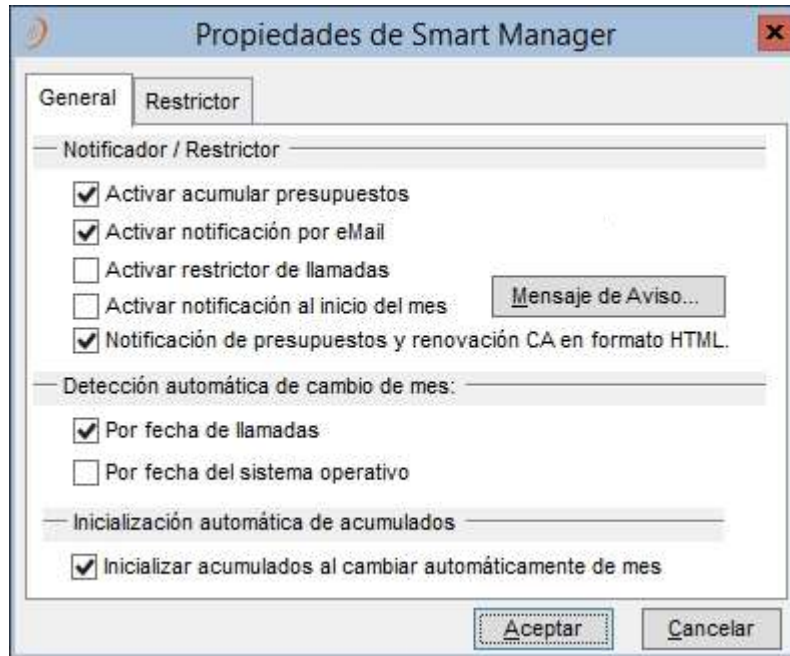 Propiedades de Smart Manager
General
Restrictor
Notificador / Restrictor
Activar acumular presupuestos
Activar notificación por eMail
Activar restrictor de llamadas
Activar notificación al inicio del mes
Mensaje de Aviso...
Notificación de presupuestos y renovación CA en formato HTML.
Detección automática de cambio de mes:
Por fecha de llamadas
Por fecha del sistema operativo
Inicialización automática de acumulados
Inicializar acumulados al cambiar automáticamente de mes
Aceptar
Cancelar